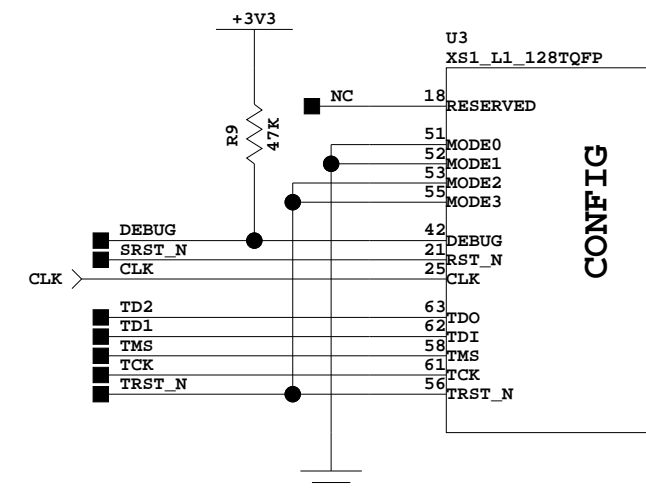 +3V3
U3
XS1_L1_128TQFP
NC
18
RESERVED
R9
47K
51
MODE0
52
MODE1
53
MODE2
55
MODE3
CONFIG
DEBUG
42
DEBUG
SRST_N
21
RST_N
CLK
CLK
25
CLK
TD2
63
TDO
TD1
62
TDI
TMS
58
TMS
TCK
61
TCK
TRST_N
56
TRST_N